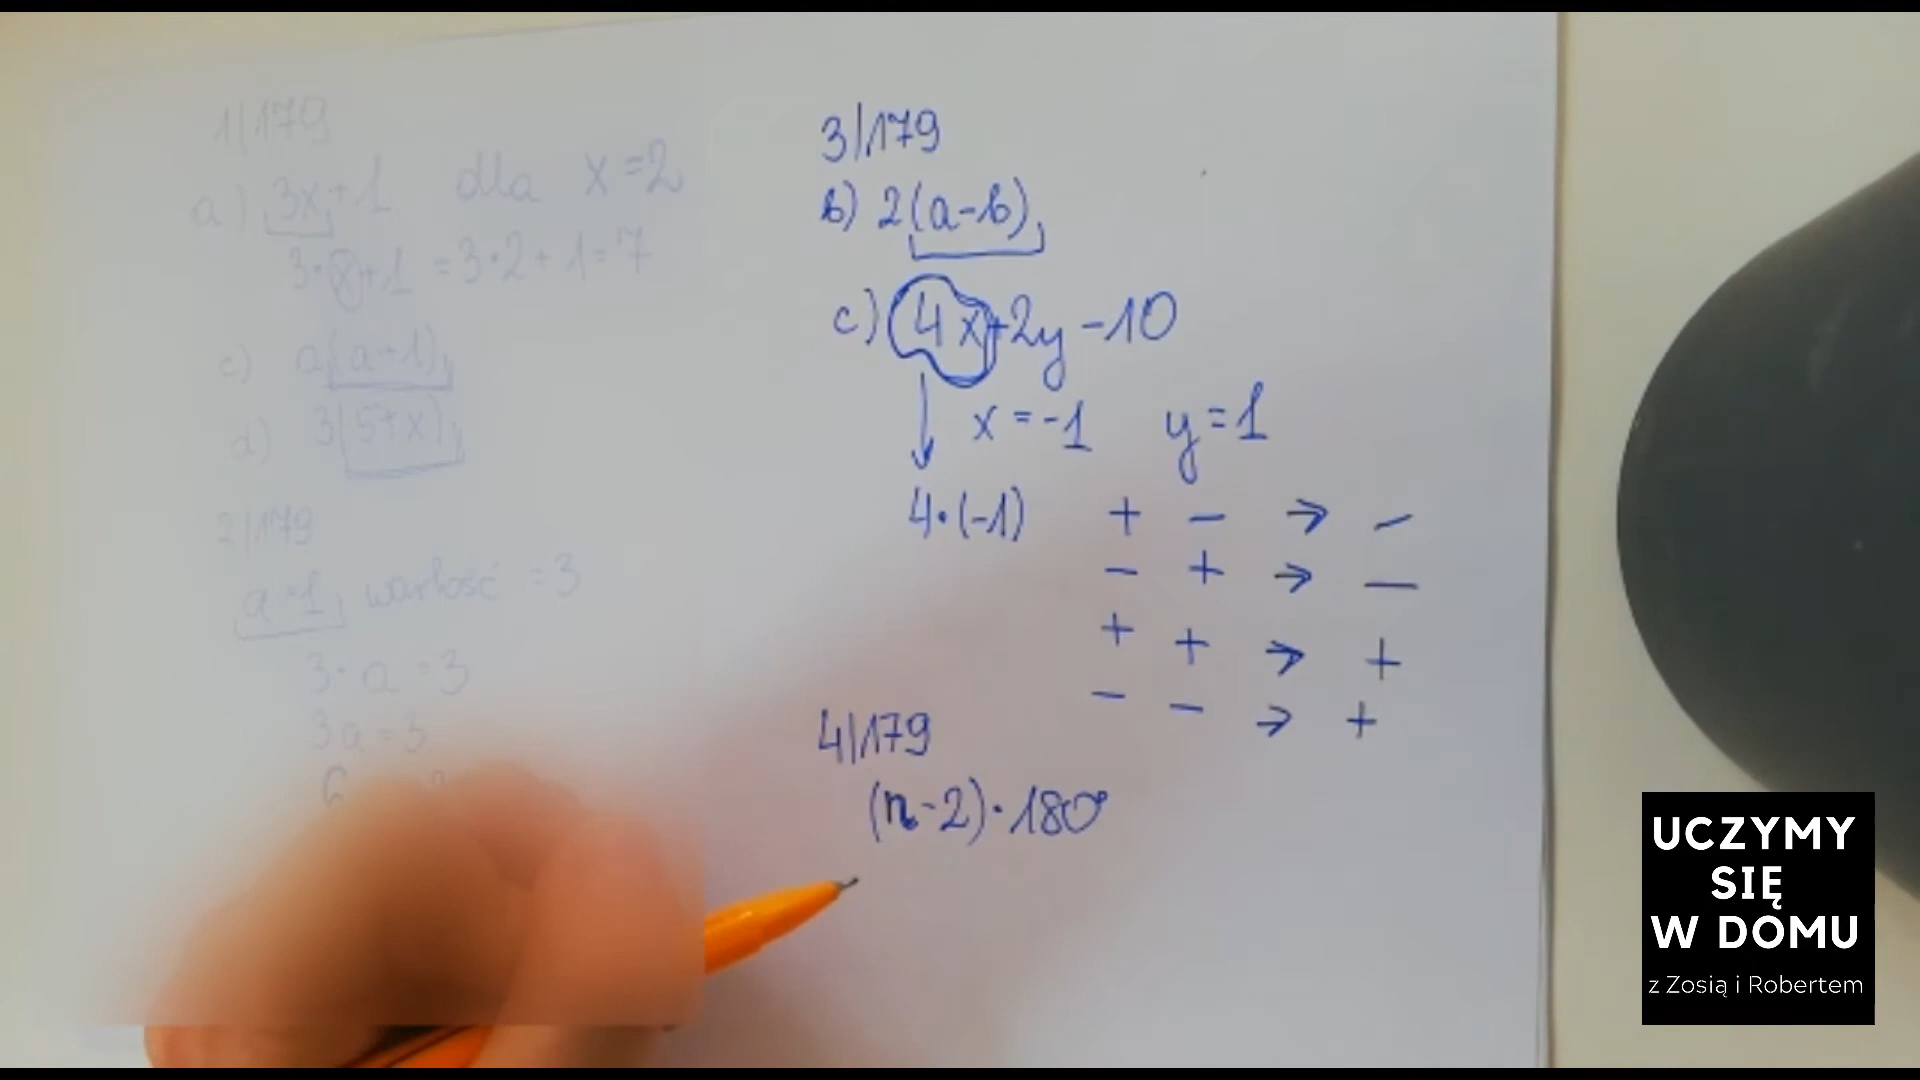 1|179
a) 3x+1 dla x=2
3·x+1 =3·2+1=7
c) a(a+1)
d) 3(5+x)
2|179
a=1, wartość =3
3·a=3
3a=3
3|179
b) 2(a-b)
c) 4x+2y-10
x=-1 y=1
4·(-1)
+ - → -
- + → -
+ + → +
- - → +
4|179
(n-2)·180°
UCZYMY
SIĘ
W DOMU
z Zosią i Robertem